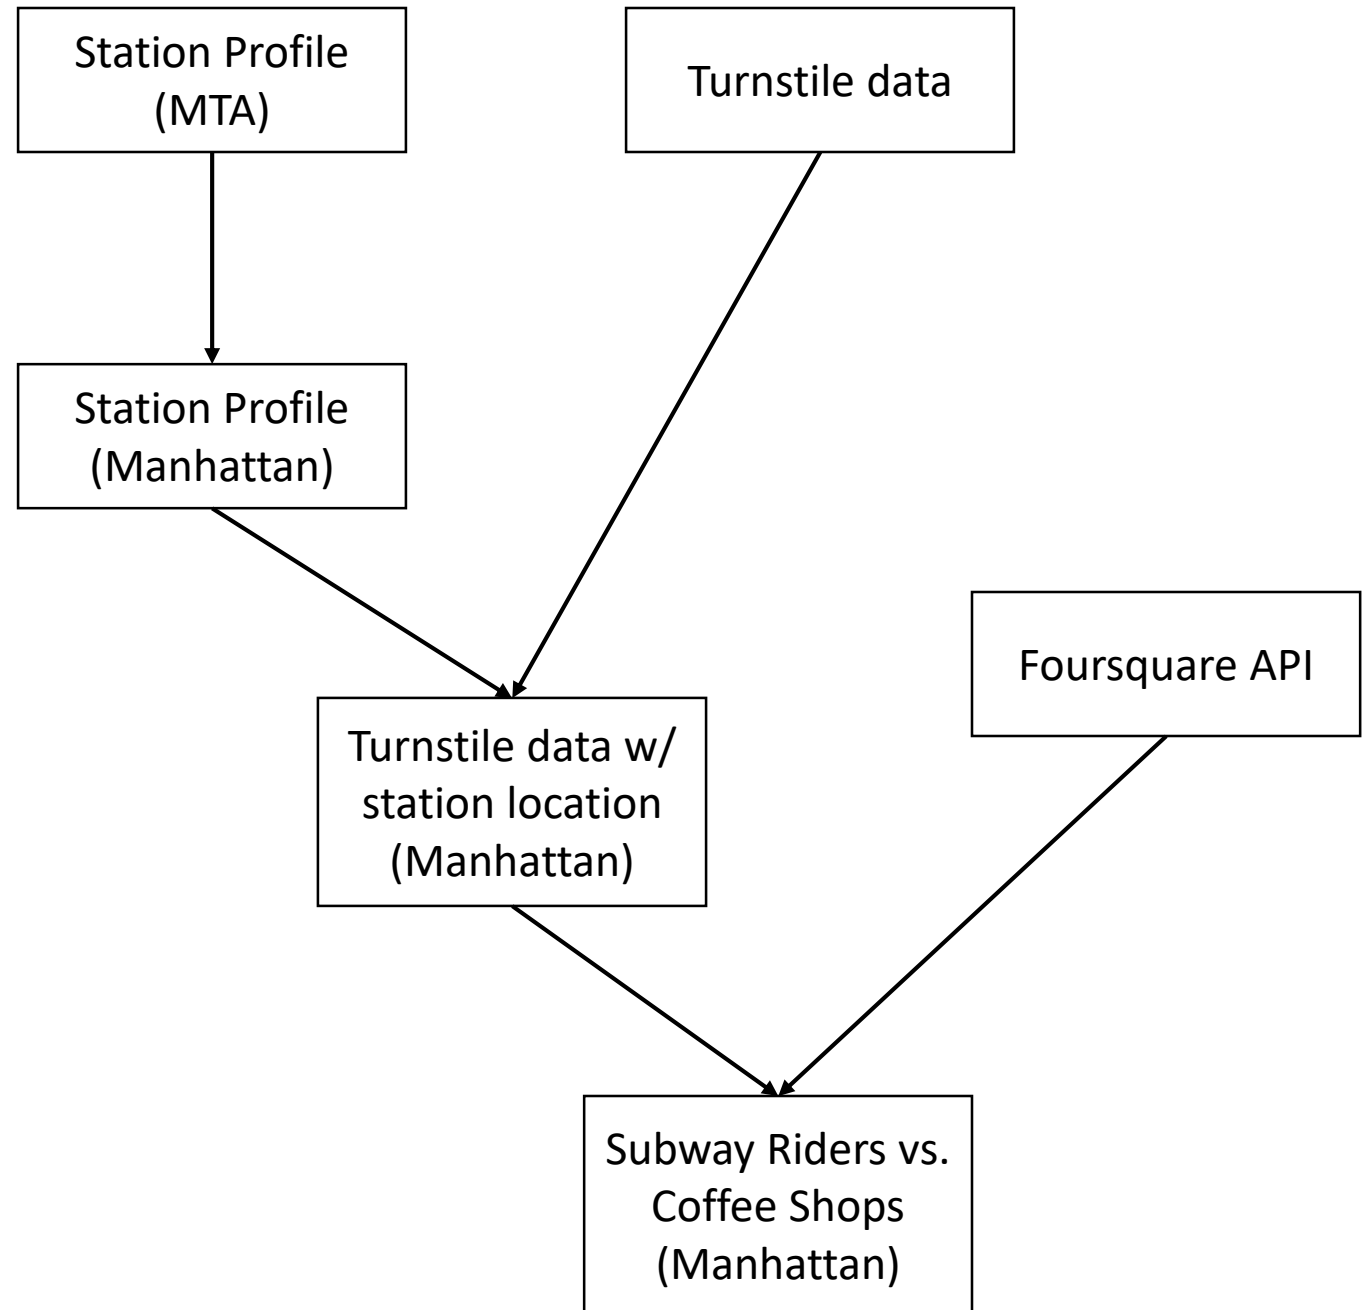 Station Profile
(MTA)
Turnstile data
Station Profile
(Manhattan)
Foursquare API
Turnstile data w/
station location
(Manhattan)
Subway Riders vs.
Coffee Shops
(Manhattan)